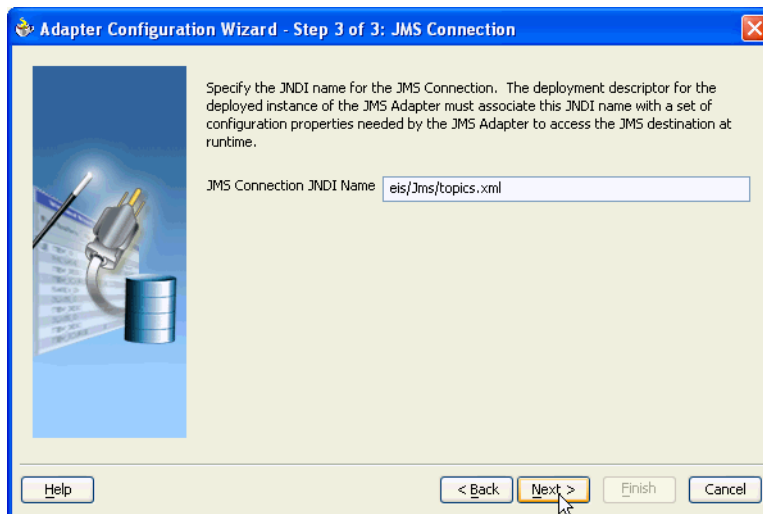 Adapter Configuration Wizard - Step 3 of 3: JMS Connection
Specify the JNDI name for the JMS Connection. The deployment descriptor for the
deployed instance of the JMS Adapter must associate this JNDI name with a set of
configuration properties needed by the JMS Adapter to access the JMS destination at
runtime.
JMS Connection JNDI Name eis/Jms/topics.xml
Help < Back Next > Finish Cancel